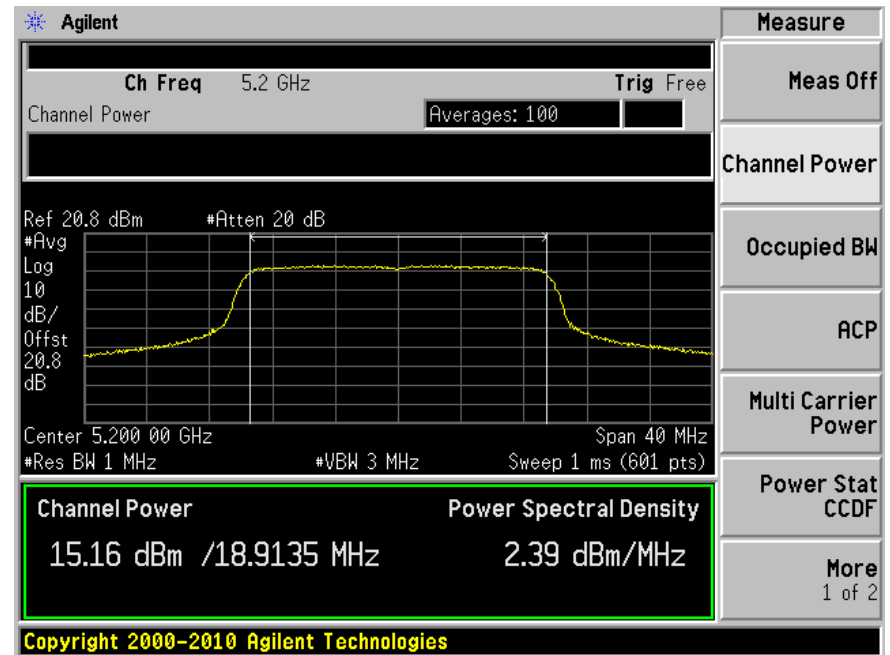 Agilent
Measure
Ch Freq 5.2 GHz Trig Free
Channel Power Averages: 100
Meas Off
Channel Power
Occupied BW
ACP
Multi Carrier
Power
Power Stat
CCDF
More
1 of 2
Ref 20.8 dBm #Atten 20 dB
#Avg
Log
10
dB/
Offst
20.8
dB
Center 5.200 00 GHz Span 40 MHz
#Res BW 1 MHz #VBW 3 MHz Sweep 1 ms (601 pts)
Channel Power Power Spectral Density
15.16 dBm /18.9135 MHz 2.39 dBm/MHz
Copyright 2000-2010 Agilent Technologies